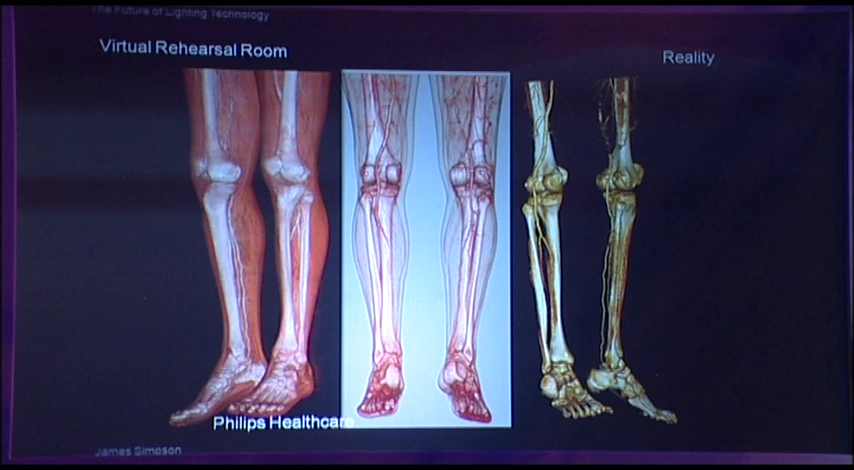 The Future of Lighting Technology
Virtual Rehearsal Room
Reality
Philips Healthcare
James Simpson